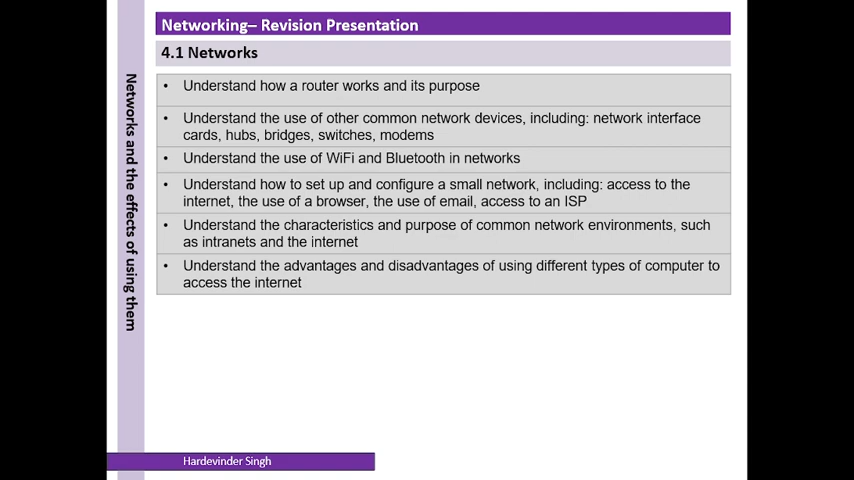 Networking– Revision Presentation
4.1 Networks
• Understand how a router works and its purpose
• Understand the use of other common network devices, including: network interface
cards, hubs, bridges, switches, modems
• Understand the use of WiFi and Bluetooth in networks
• Understand how to set up and configure a small network, including: access to the
internet, the use of a browser, the use of email, access to an ISP
• Understand the characteristics and purpose of common network environments, such
as intranets and the internet
• Understand the advantages and disadvantages of using different types of computer to
access the internet
Networks and the effects of using them
Hardevinder Singh